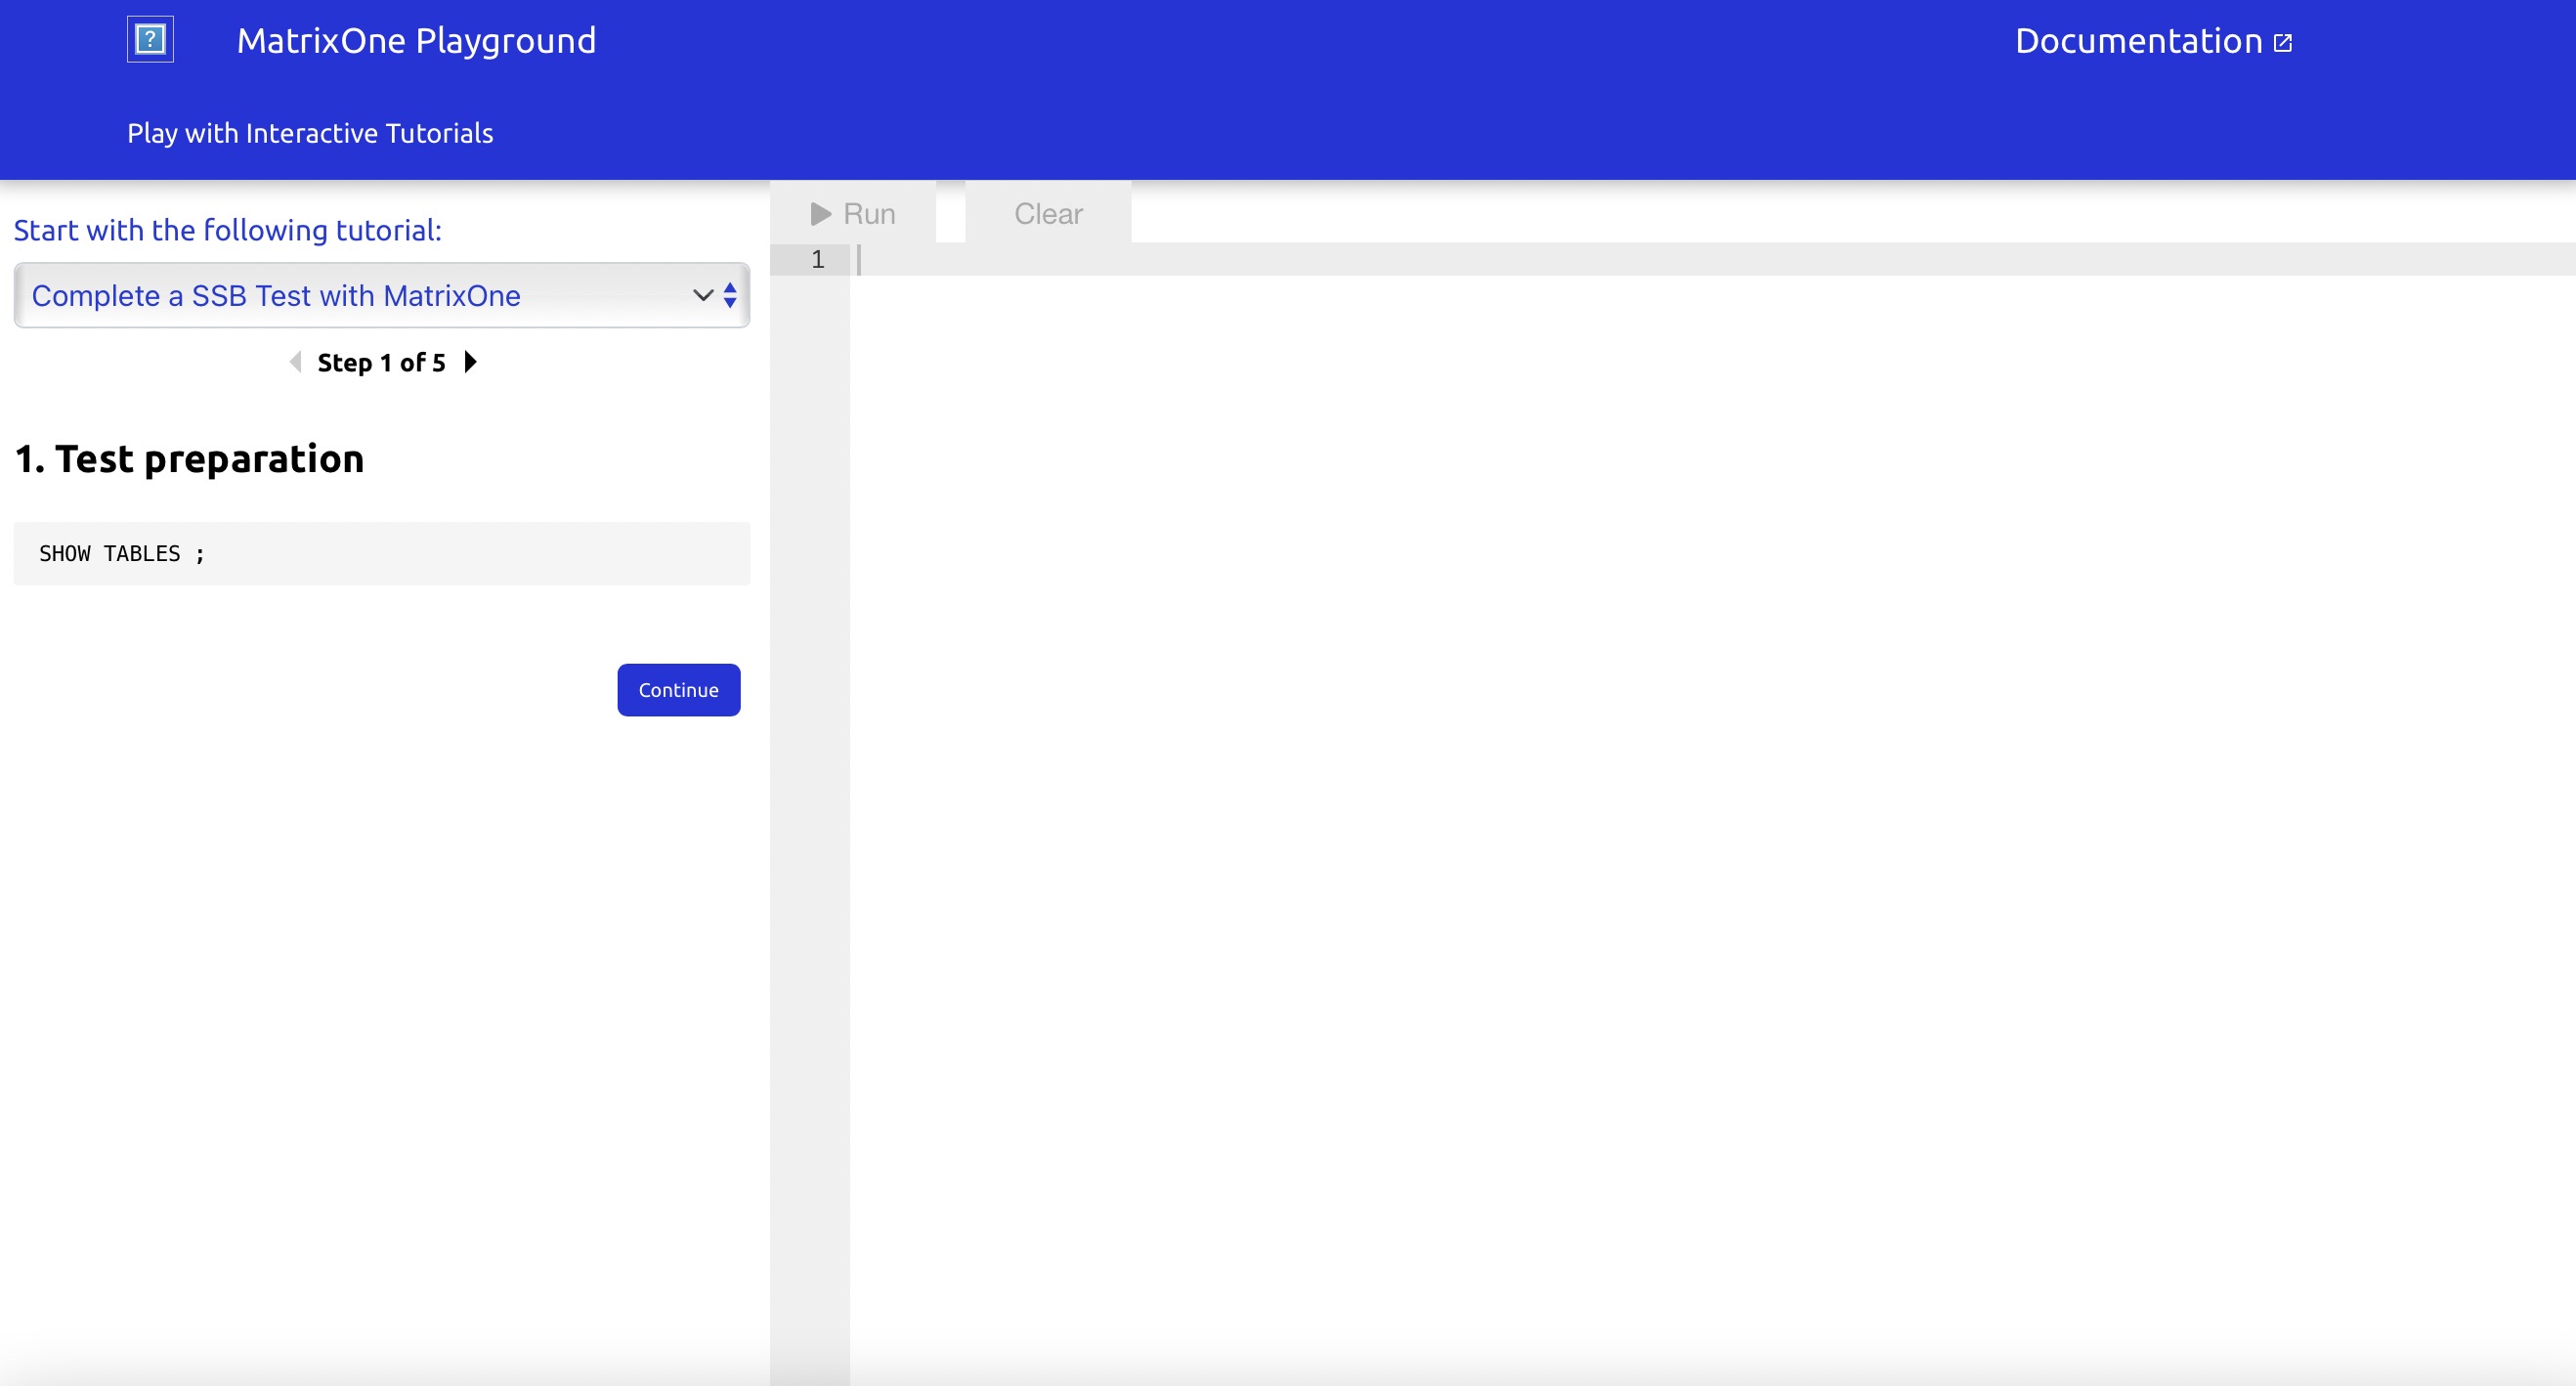 MatrixOne Playground
Documentation
Play with Interactive Tutorials
Start with the following tutorial:
Complete a SSB Test with MatrixOne
Step 1 of 5
1. Test preparation
SHOW TABLES ;
Continue
Run
Clear
1